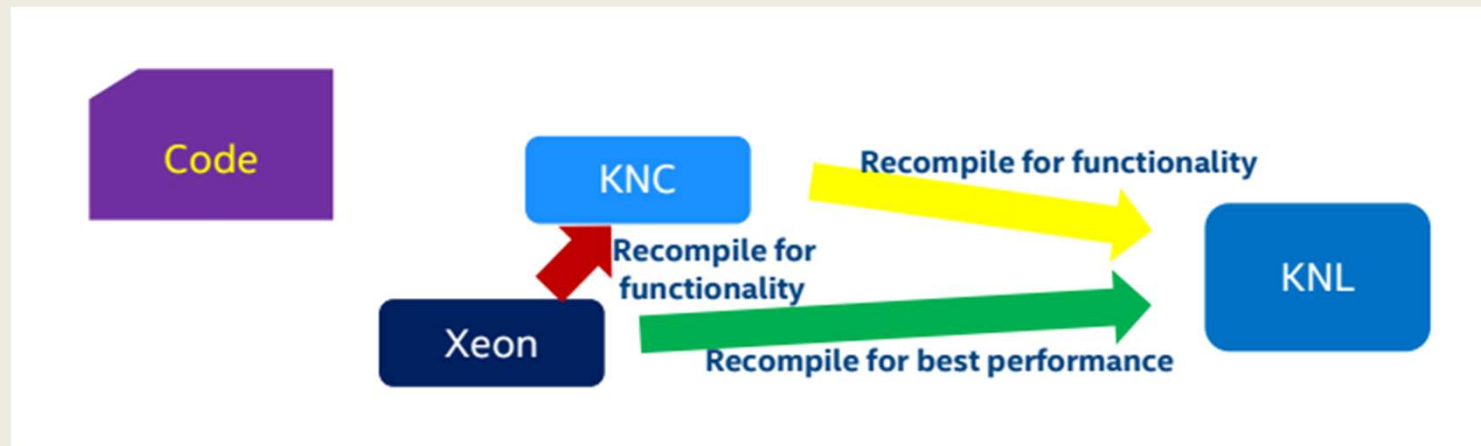 Code
KNC
Recompile for functionality
Recompile for
functionality
KNL
Xeon
Recompile for best performance